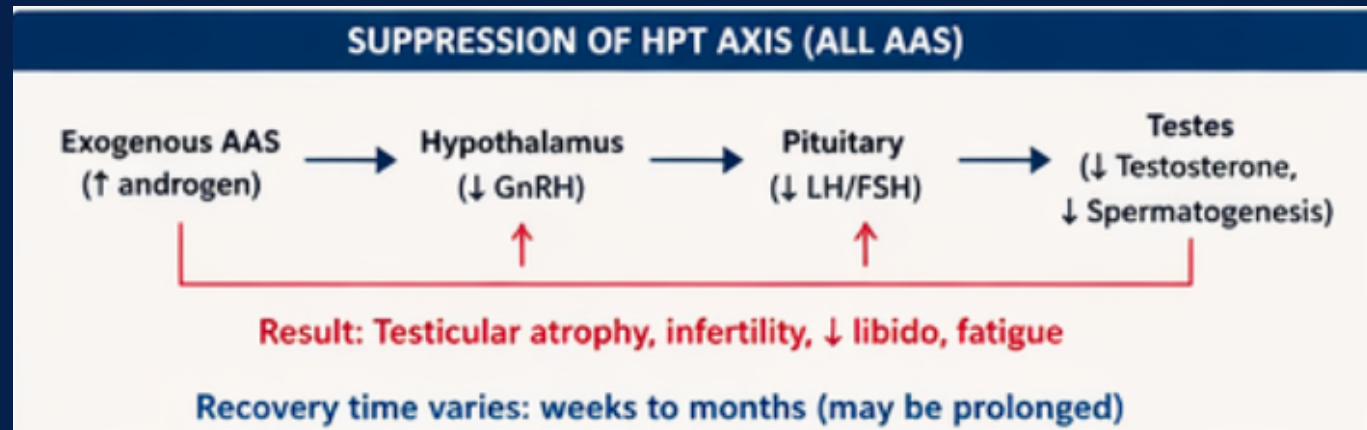 SUPPRESSION OF HPT AXIS (ALL AAS)
Exogenous AAS
(↑ androgen)
Hypothalamus
(↓ GnRH)
Pituitary
(↓ LH/FSH)
Testes
(↓ Testosterone,
↓ Spermatogenesis)
Result: Testicular atrophy, infertility, ↓ libido, fatigue
Recovery time varies: weeks to months (may be prolonged)